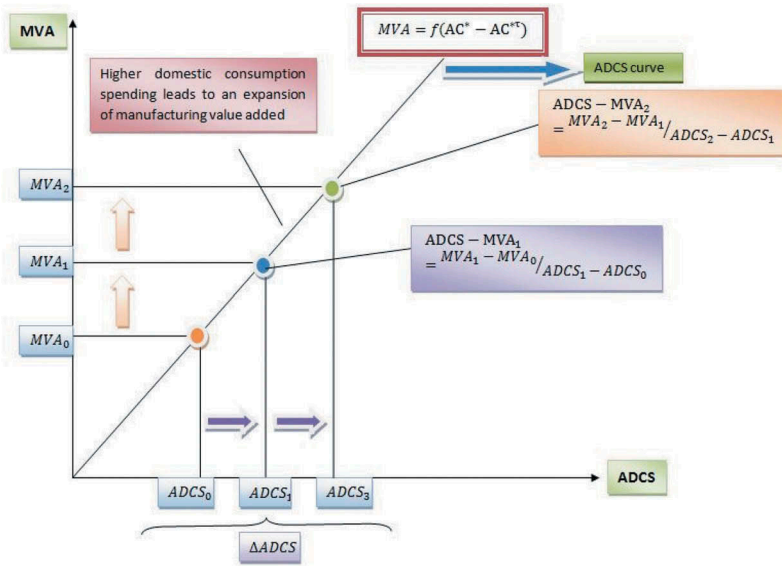 MVA
MVA = f(AC* − AC*τ)
ADCS curve
Higher domestic consumption
spending leads to an expansion
of manufacturing value added
ADCS − MVA₂
= MVA₂ − MVA₁/ADCS₂ − ADCS₁
MVA₂
ADCS − MVA₁
= MVA₁ − MVA₀/ADCS₁ − ADCS₀
MVA₁
MVA₀
ADCS₀ ADCS₁ ADCS₃
ADCS
ΔADCS